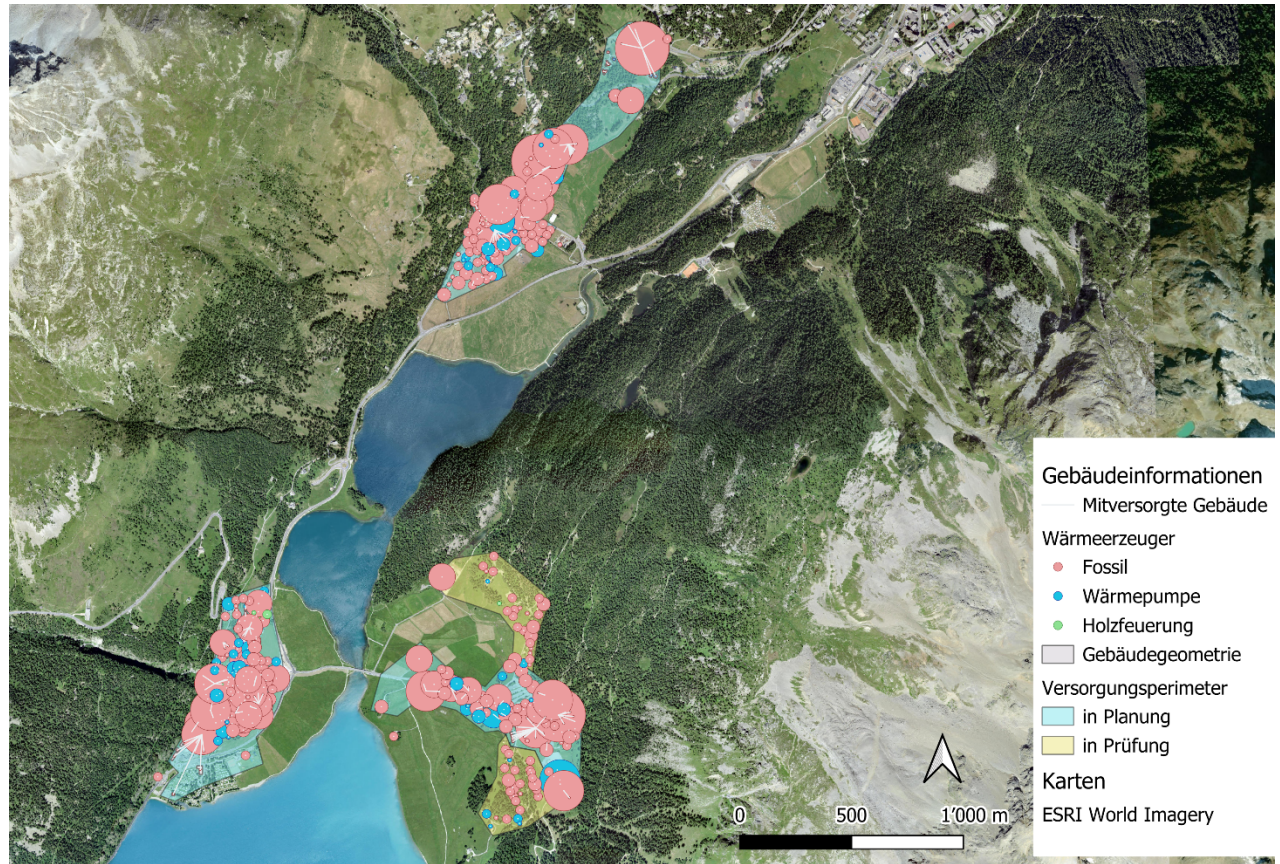 Gebäudeinformationen
Mitversorgte Gebäude
Wärmeerzeuger
Fossil
Wärmepumpe
Holzfeuerung
Gebäudegeometrie
Versorgungsperimeter
in Planung
in Prüfung
Karten
ESRI World Imagery
0 500 1'000 m